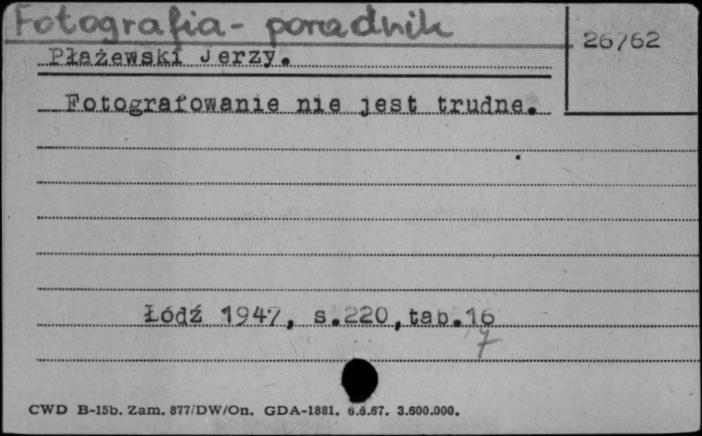 Fotografia - poradnik
26/62
Płażewski Jerzy.
Fotografowanie nie jest trudne.
Łódź 1947, s.220,tab.16
7
CWD B-15b. Zam. 877/DW/On. GDA-1881. 6.6.67. 3.600.000.